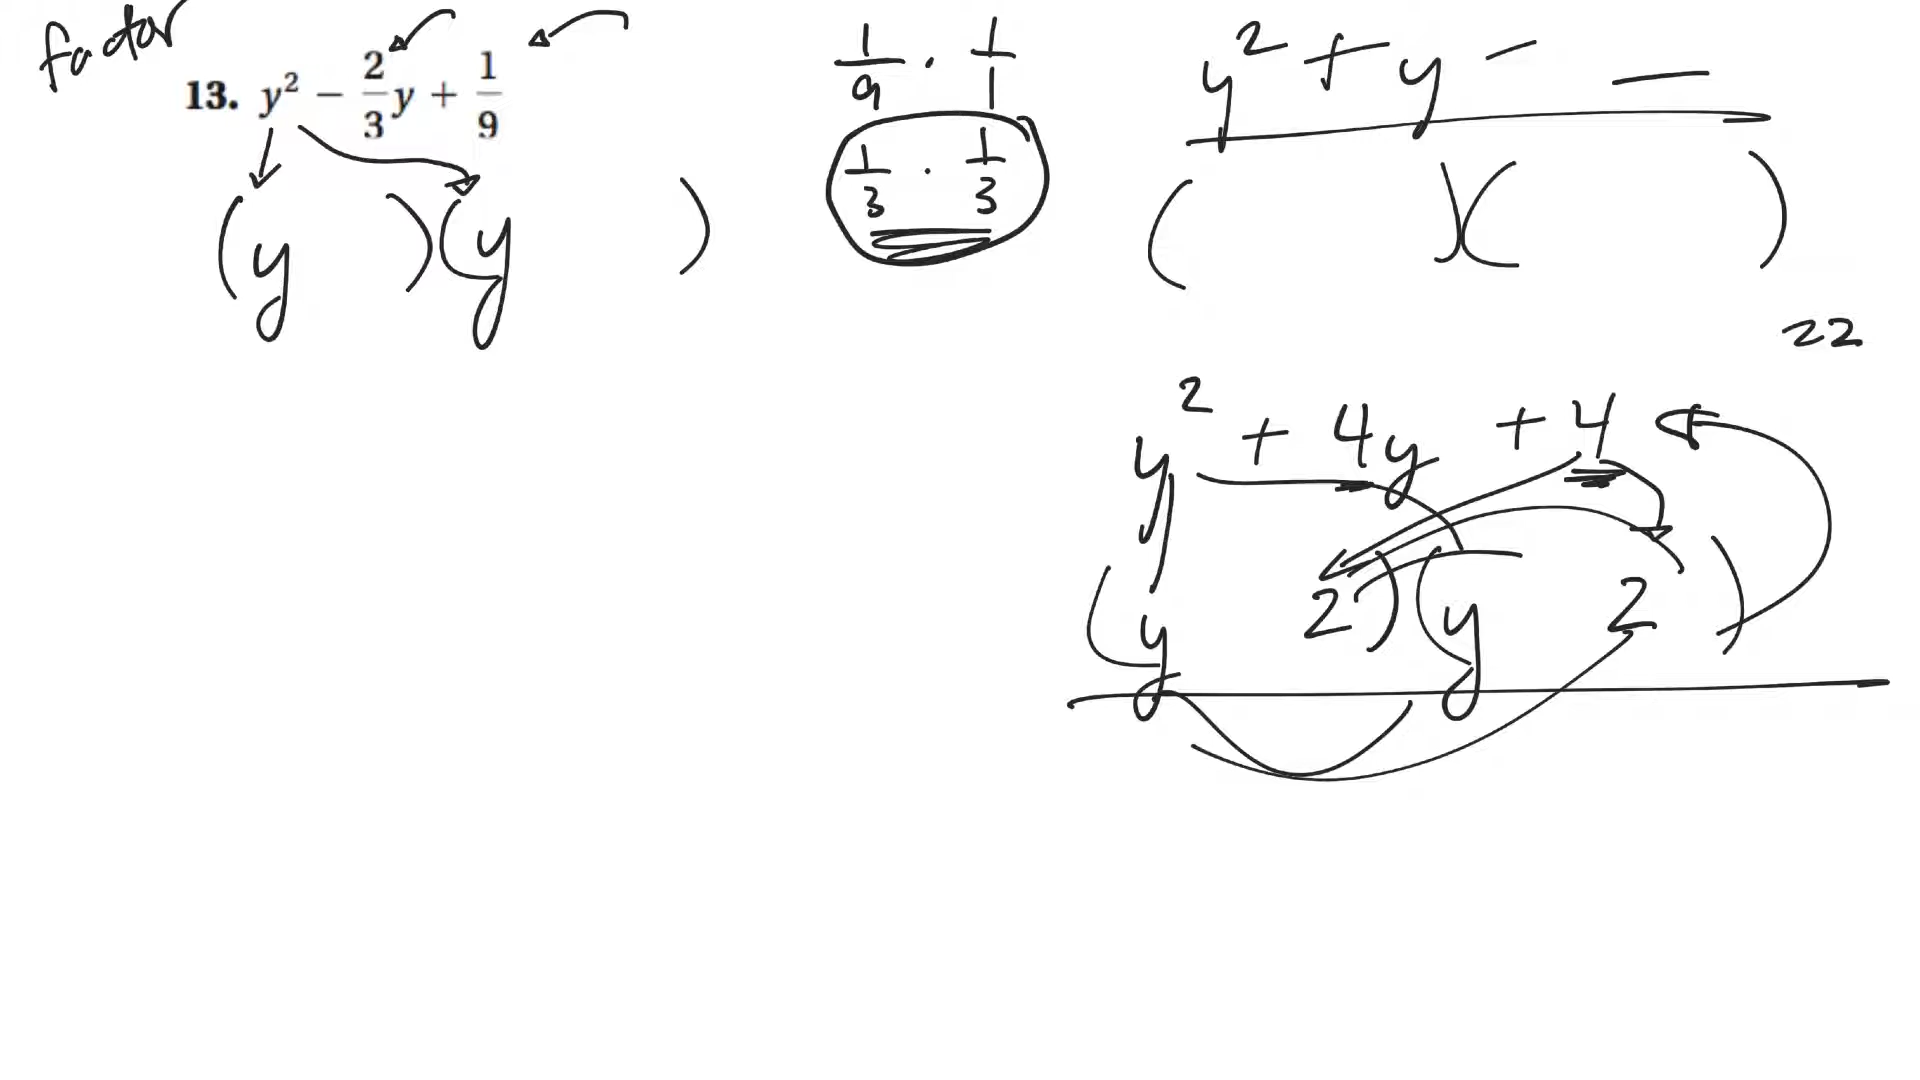 factor
13. y² − 2/3 y + 1/9
(y )(y )
1/9 · 1/1
1/3 · 1/3
y² + y − —
( )( )
22
y² + 4y + 4
(y 2)(y 2)